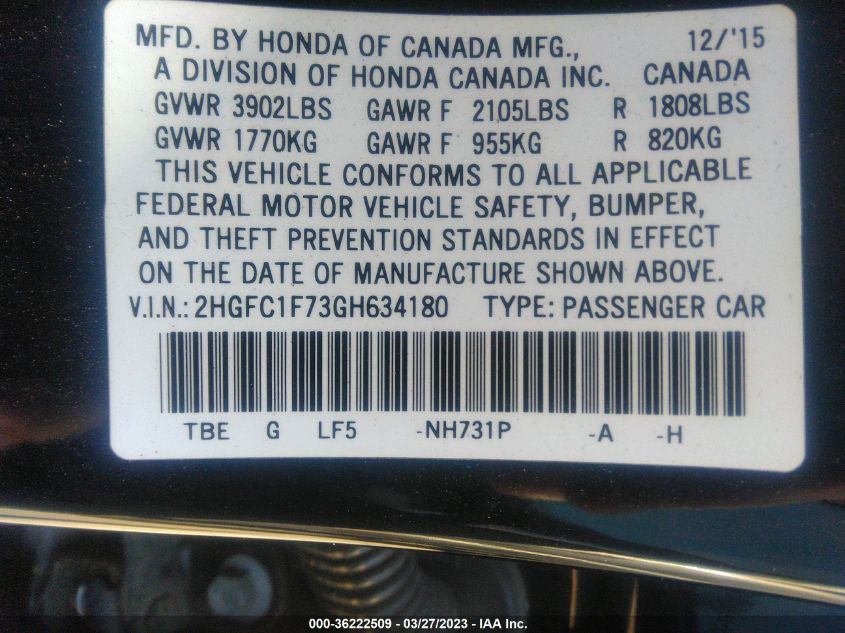 MFD. BY HONDA OF CANADA MFG., 12/'15
A DIVISION OF HONDA CANADA INC. CANADA
GVWR 3902LBS GAWR F 2105LBS R 1808LBS
GVWR 1770KG GAWR F 955KG R 820KG
THIS VEHICLE CONFORMS TO ALL APPLICABLE
FEDERAL MOTOR VEHICLE SAFETY, BUMPER,
AND THEFT PREVENTION STANDARDS IN EFFECT
ON THE DATE OF MANUFACTURE SHOWN ABOVE.
V.I.N.: 2HGFC1F73GH634180 TYPE: PASSENGER CAR
TBE G LF5 -NH731P -A -H
000-36222509 - 03/27/2023 - IAA Inc.